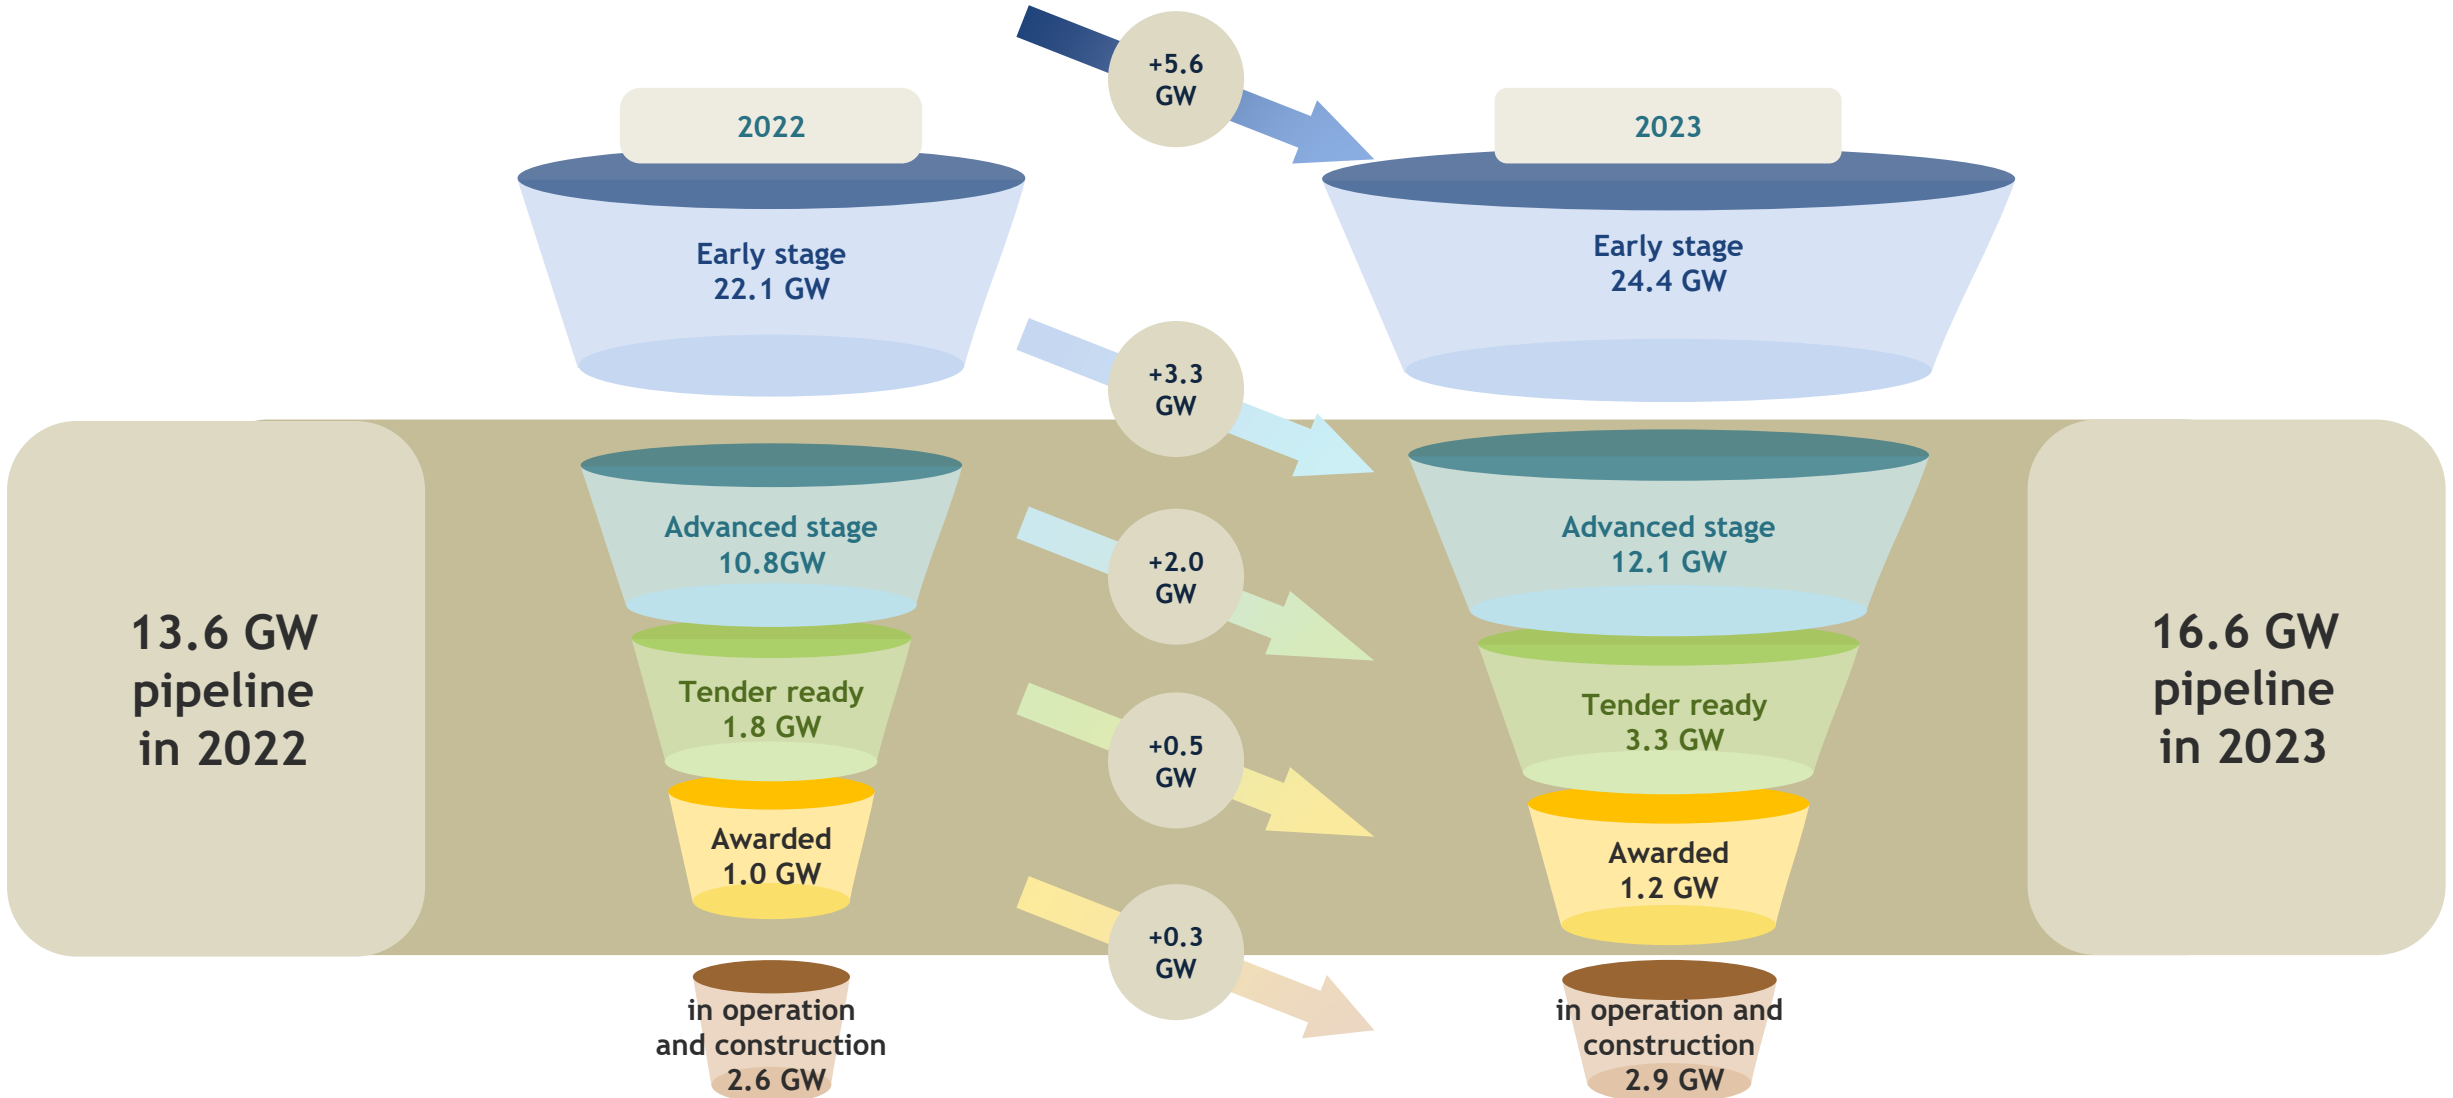 +5.6
GW
2022
2023
Early stage
22.1 GW
Early stage
24.4 GW
+3.3
GW
Advanced stage
10.8GW
Advanced stage
12.1 GW
+2.0
GW
13.6 GW
pipeline
in 2022
16.6 GW
pipeline
in 2023
Tender ready
1.8 GW
Tender ready
3.3 GW
+0.5
GW
Awarded
1.0 GW
Awarded
1.2 GW
+0.3
GW
in operation
and construction
2.6 GW
in operation and
construction
2.9 GW